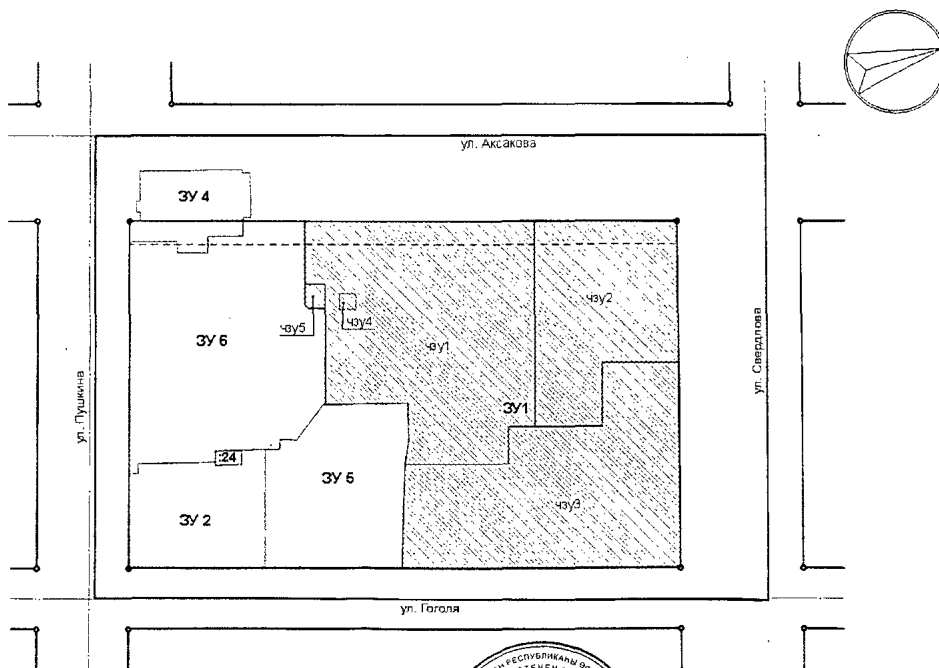 ул. Аксакова
ЗУ 4
чзу2
чзу5
чзу4
ЗУ 6
чзу1
ул. Свердлова
ул. Пушкина
ЗУ1
:24
ЗУ 5
чзу3
ЗУ 2
ул. Гоголя
РЕСПУБЛИКАНЫ